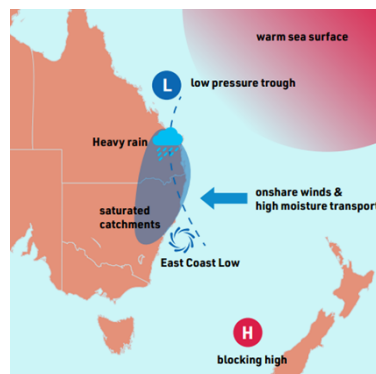 warm sea surface
L
low pressure trough
Heavy rain
onshare winds &
high moisture transport
saturated
catchments
East Coast Low
H
blocking high